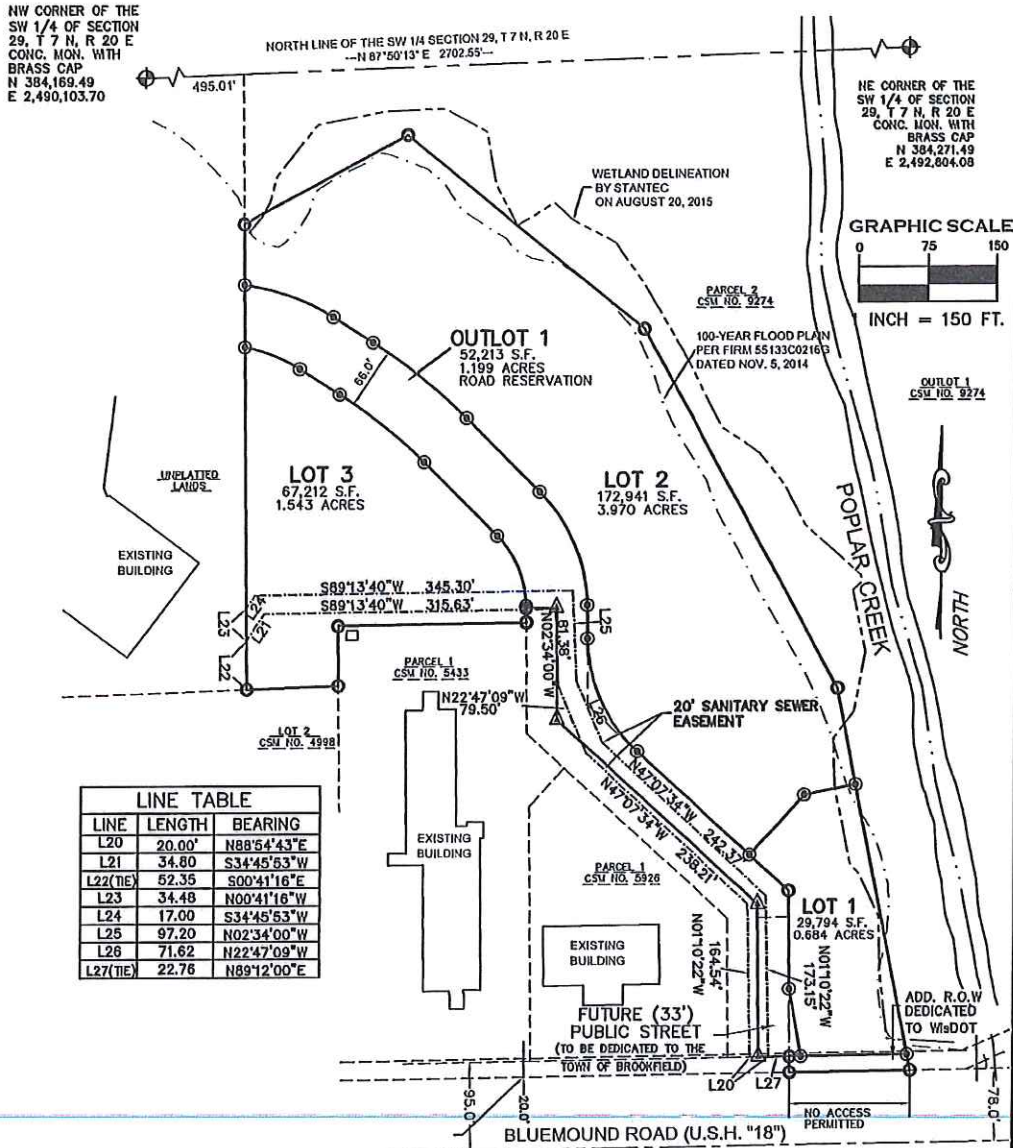 NW CORNER OF THE
SW 1/4 OF SECTION
29, T 7 N, R 20 E
CONC. MON. WITH
BRASS CAP
N 384,169.49
E 2,490,103.70
NORTH LINE OF THE SW 1/4 SECTION 29, T 7 N, R 20 E
---N 87°50'13" E 2702.55'---
495.01'
NE CORNER OF THE
SW 1/4 OF SECTION
29, T 7 N, R 20 E
CONC. MON. WITH
BRASS CAP
N 384,271.49
E 2,492,804.08
WETLAND DELINEATION
BY STANTEC
ON AUGUST 20, 2015
GRAPHIC SCALE
0 75 150
1 INCH = 150 FT.
PARCEL 2
CSM NO. 9274
100-YEAR FLOOD PLAIN
PER FIRM 55133C0216G
DATED NOV. 5, 2014
OUTLOT 1
CSM NO. 9274
OUTLOT 1
52,213 S.F.
1.199 ACRES
ROAD RESERVATION
66.0'
LOT 3
67,212 S.F.
1.543 ACRES
LOT 2
172,941 S.F.
3.970 ACRES
UNPLATTED
LANDS
EXISTING
BUILDING
POPLAR CREEK
NORTH
S89°13'40"W 345.30'
S89°13'40"W 315.63'
L23
L24
L21
L22
L25
81.38'
N02°34'00"W
PARCEL 1
CSM NO. 5433
N22°47'09"W
79.50'
L26
20' SANITARY SEWER
EASEMENT
LOT 2
CSM NO. 4998
N47°07'34"W 242.37'
N47°07'34"W 238.21'
LINE TABLE
LINE LENGTH BEARING
L20 20.00' N88°54'43"E
L21 34.80 S34°45'53"W
L22(TIE) 52.35 S00°41'16"E
L23 34.48 N00°41'16"W
L24 17.00 S34°45'53"W
L25 97.20 N02°34'00"W
L26 71.62 N22°47'09"W
L27(TIE) 22.76 N89°12'00"E
EXISTING
BUILDING
PARCEL 1
CSM NO. 5926
EXISTING
BUILDING
LOT 1
29,794 S.F.
0.684 ACRES
N01°10'22"W
164.54'
N01°10'22"W
173.15'
FUTURE (33')
PUBLIC STREET
(TO BE DEDICATED TO THE
TOWN OF BROOKFIELD)
ADD. R.O.W
DEDICATED
TO WisDOT
L20
L27
95.0'
20.0'
NO ACCESS
PERMITTED
78.0'
BLUEMOUND ROAD (U.S.H. "18")